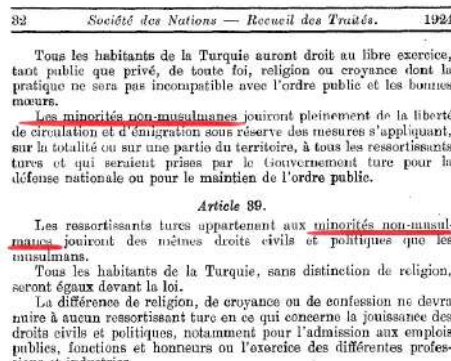 32 Société des Nations — Recueil des Traités. 1924
Tous les habitants de la Turquie auront droit au libre exercice,
tant public que privé, de toute foi, religion ou croyance dont la
pratique ne sera pas incompatible avec l'ordre public et les bonnes
mœurs.
Les minorités non-musulmanes jouiront pleinement de la liberté
de circulation et d'émigration sous réserve des mesures s'appliquant,
sur la totalité ou sur une partie du territoire, à tous les ressortissants
turcs et qui seraient prises par le Gouvernement turc pour la
défense nationale ou pour le maintien de l'ordre public.
Article 39.
Les ressortissants turcs appartenant aux minorités non-musul-
manes jouiront des mêmes droits civils et politiques que les
musulmans.
Tous les habitants de la Turquie, sans distinction de religion,
seront égaux devant la loi.
La différence de religion, de croyance ou de confession ne devra
nuire à aucun ressortissant turc en ce qui concerne la jouissance des
droits civils et politiques, notamment pour l'admission aux emplois
publics, fonctions et honneurs ou l'exercice des différentes profes-
sions et industries.